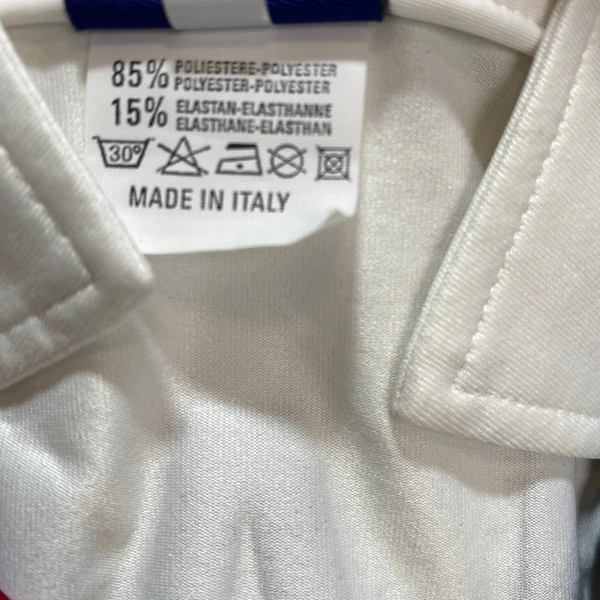 85% POLIESTERE-POLYESTER
POLYESTER-POLYESTER
15% ELASTAN-ELASTHANNE
ELASTHANE-ELASTHAN
30°
MADE IN ITALY